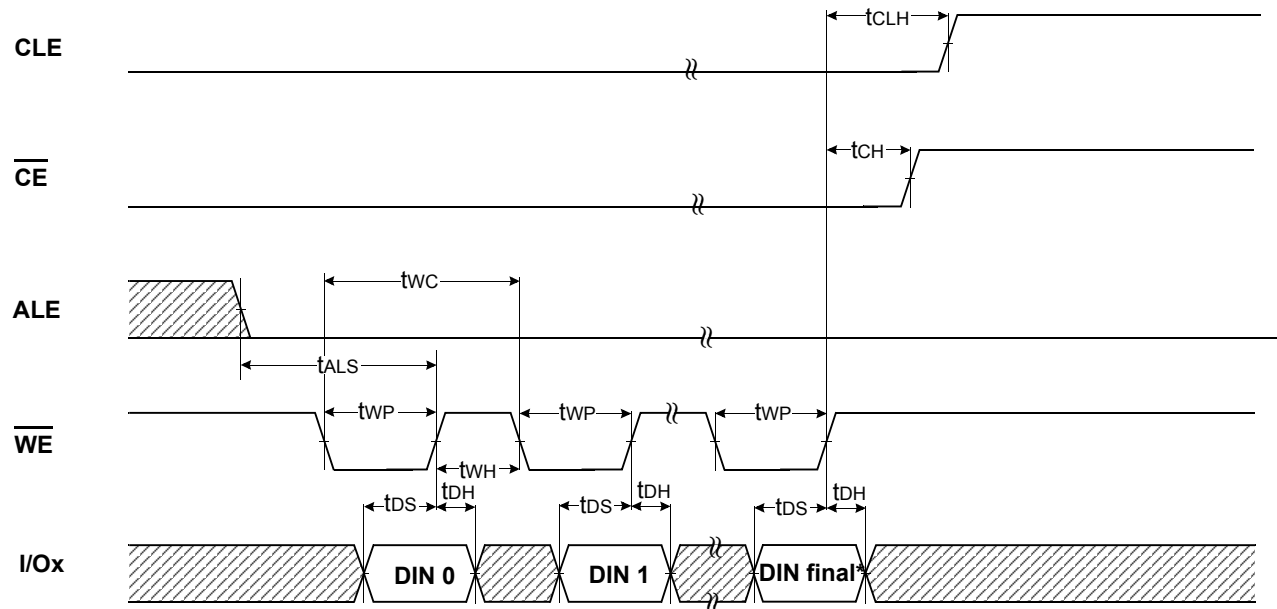 tCLH
CLE
tCH
CE
tWC
ALE
tALS
tWP tWP tWP
WE
tWH
tDS tDH tDS tDH tDS tDH
I/Ox DIN 0 DIN 1 DIN final*